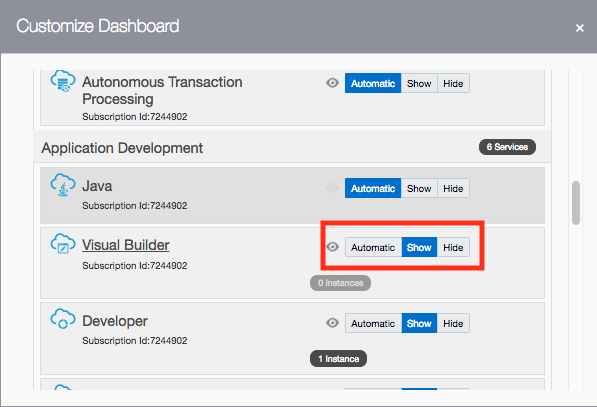 Customize Dashboard
×
Autonomous Transaction
Processing
Automatic Show Hide
Subscription Id:7244902
Application Development
6 Services
Java
Automatic Show Hide
Subscription Id:7244902
Visual Builder
Automatic Show Hide
Subscription Id:7244902
0 Instances
Developer
Automatic Show Hide
Subscription Id:7244902
1 Instance